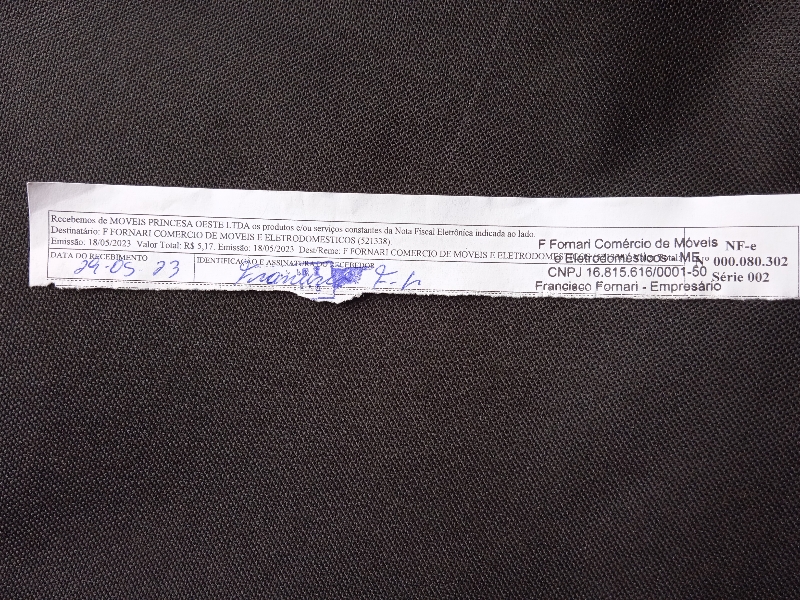 Recebemos de MOVEIS PRINCESA OESTE LTDA os produtos e/ou serviços constantes da Nota Fiscal Eletrônica indicada ao lado.
Destinatário: F FORNARI COMERCIO DE MOVEIS E ELETRODOMESTICOS (521338).
Emissão: 18/05/2023 Valor Total: R$ 5,17. Emissão: 18/05/2023 Dest/Reme: F FORNARI COMERCIO DE MOVEIS E ELETRODOMESTICOS
DATA DO RECEBIMENTO
29-05 23
IDENTIFICAÇÃO E ASSINATURA DO RECEBEDOR
F Fornari Comércio de Móveis
e Eletrodomésticos ME
CNPJ 16.815.616/0001-50
Francisco Fornari - Empresário
NF-e
Nº 000.080.302
Série 002